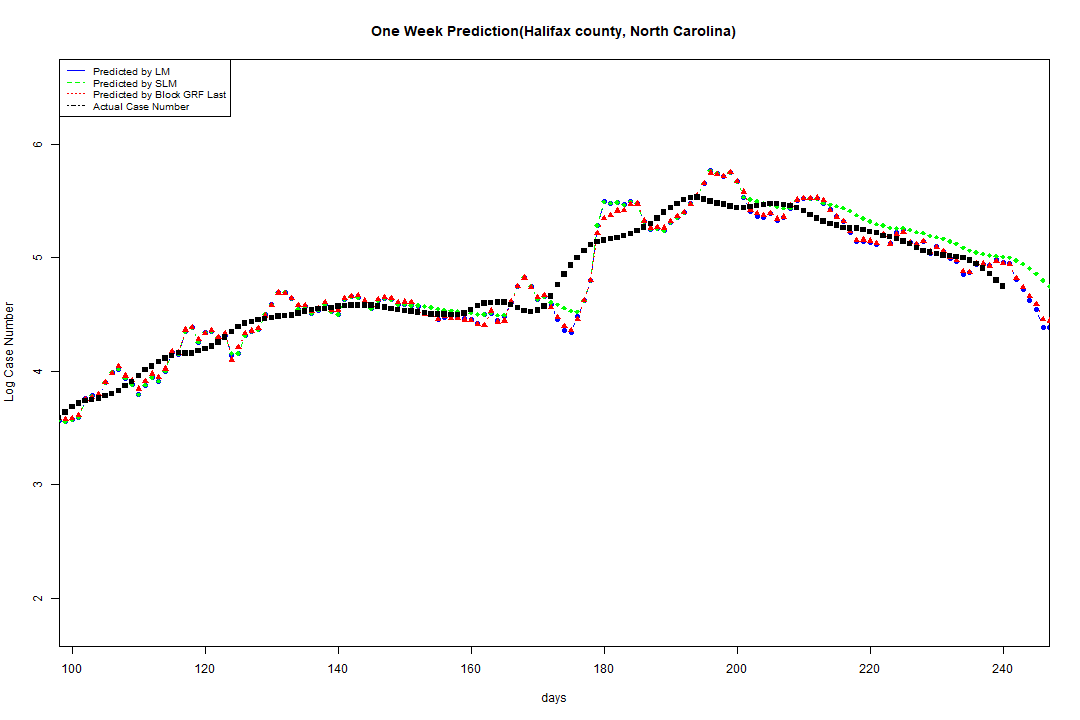 One Week Prediction(Halifax county, North Carolina)
Predicted by LM
Predicted by SLM
Predicted by Block GRF Last
Actual Case Number
6
5
4
3
2
Log Case Number
100 120 140 160 180 200 220 240
days